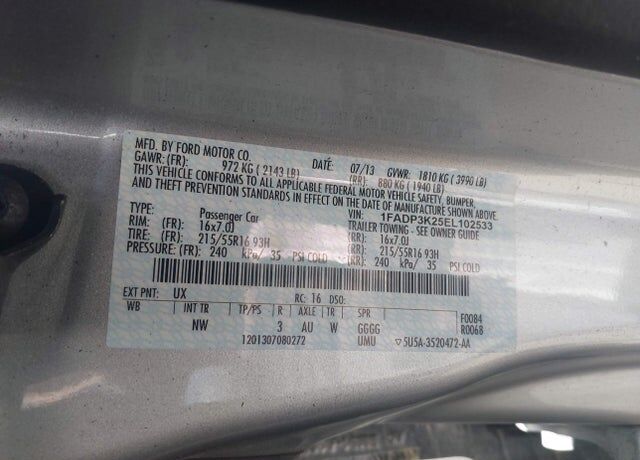 MFD. BY FORD MOTOR CO.
DATE: 07/13 GVWR: 1810 KG ( 3990 LB)
GAWR: (FR): 972 KG ( 2143 LB) (RR): 880 KG ( 1940 LB)
THIS VEHICLE CONFORMS TO ALL APPLICABLE FEDERAL MOTOR VEHICLE SAFETY, BUMPER,
AND THEFT PREVENTION STANDARDS IN EFFECT ON THE DATE OF MANUFACTURE SHOWN ABOVE.
VIN: 1FADP3K25EL102533
TYPE: Passenger Car TRAILER TOWING - SEE OWNER GUIDE
RIM: (FR): 16x7.0J (RR): 16x7.0J
TIRE: (FR): 215/55R16 93H (RR): 215/55R16 93H
PRESSURE: (FR): 240 kPa/ 35 PSI COLD (RR): 240 kPa/ 35 PSI COLD
EXT PNT: UX RC: 16 DSO:
WB INT TR TP/PS R AXLE TR SPR F0084
NW 3 AU W GGGG R0068
1201307080272 UMU ▽5U5A-3520472-AA